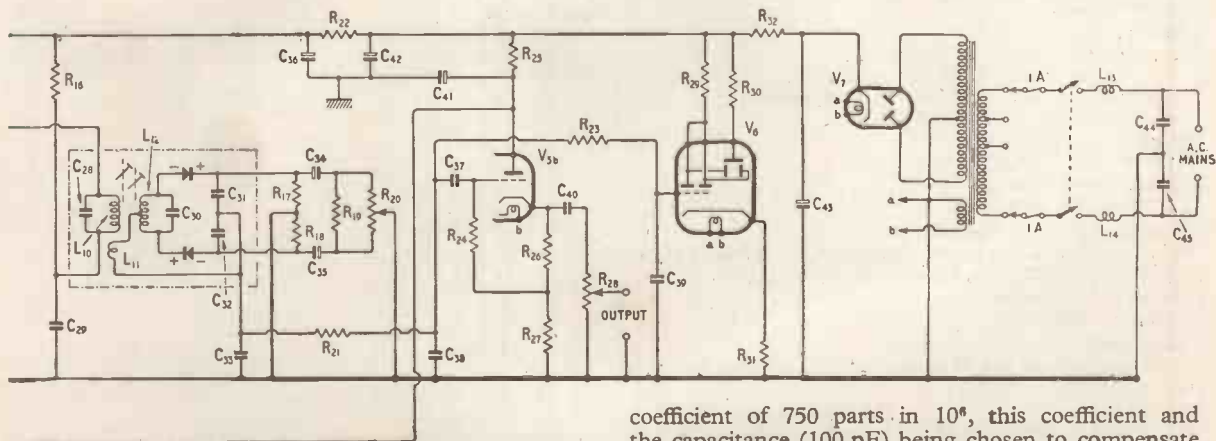 R22
R32
C36
C42
R25
R16
C41
R29
R30
V7
a
b
1 A
L13
C44
A.C.
MAINS
R23
V6
C28
C34
C37
V5b
C31
R17
C40
C43
C30
R19
R20
a
b
R24
b
R26
a b
1 A
L14
C45
L10
L11
R18
C35
C32
C39
R28
OUTPUT
C29
R21
R27
C33
C38
R31
coefficient of 750 parts in 10⁶, this coefficient and
the capacitance (100 pF) being chosen to compensate